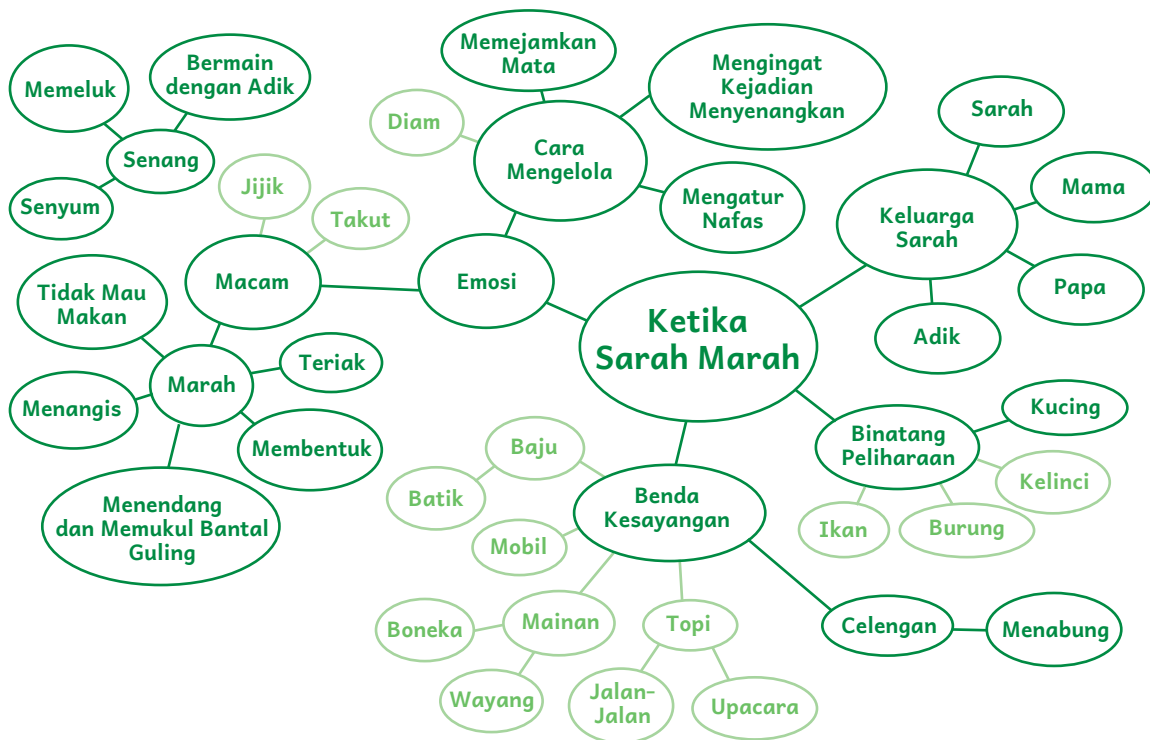 Memejamkan
Mata
Bermain
dengan Adik
Memeluk
Mengingat
Kejadian
Menyenangkan
Diam
Sarah
Senang
Cara
Mengelola
Jijik
Mama
Senyum
Mengatur
Nafas
Takut
Keluarga
Sarah
Macam
Emosi
Tidak Mau
Makan
Papa
Ketika
Sarah Marah
Adik
Teriak
Marah
Menangis
Kucing
Membentuk
Baju
Binatang
Peliharaan
Batik
Benda
Kesayangan
Kelinci
Menendang
dan Memukul Bantal
Guling
Mobil
Ikan
Burung
Boneka
Mainan
Topi
Celengan
Menabung
Wayang
Jalan-
Jalan
Upacara